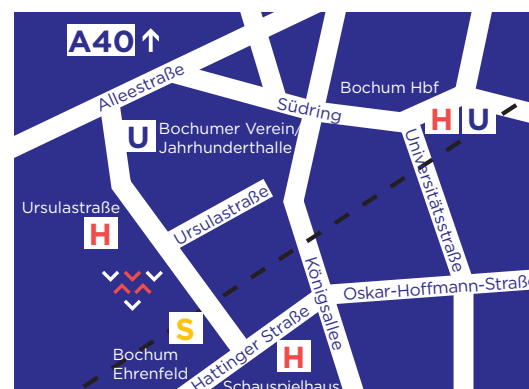 A40 ↑
Alleestraße
Südring
Bochum Hbf
H U
U
Bochumer Verein/
Jahrhunderthalle
Universitätsstraße
Ursulastraße
H
Ursulastraße
Königsallee
Oskar-Hoffmann-Straße
S
Bochum
Ehrenfeld
Hattinger Straße
H
Schauspielhaus